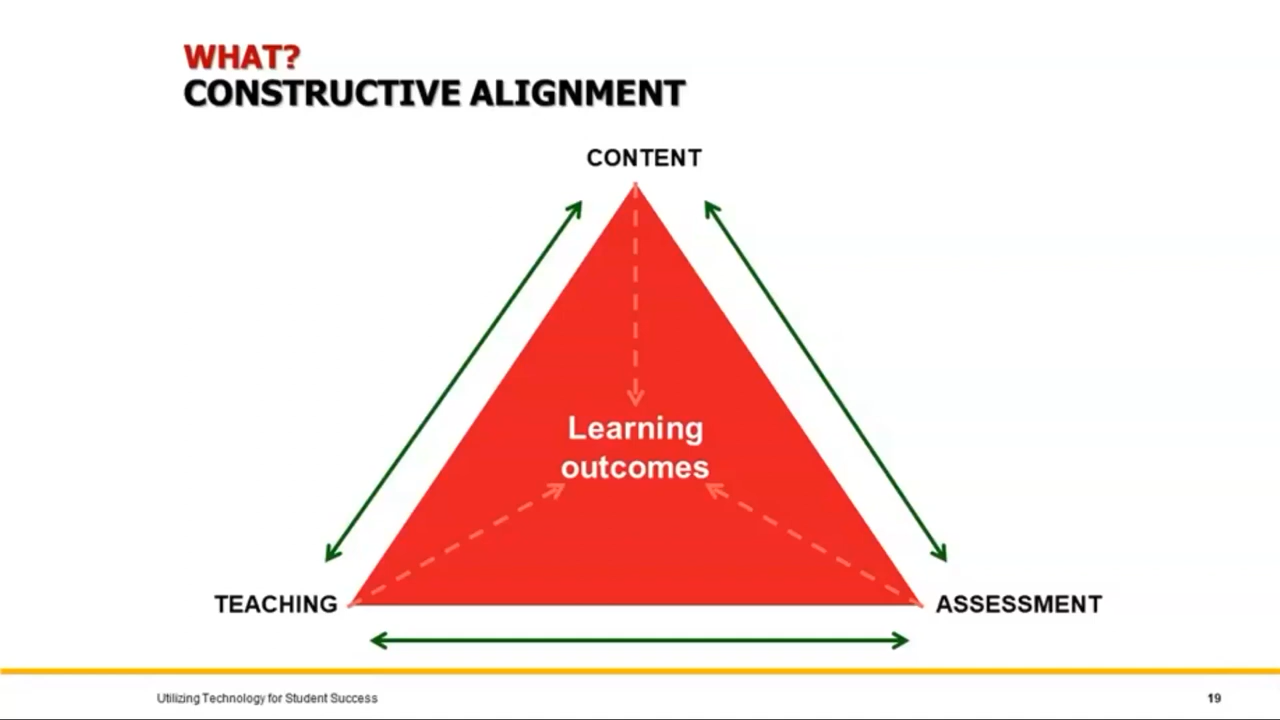 WHAT?
CONSTRUCTIVE ALIGNMENT
CONTENT
Learning
outcomes
TEACHING
ASSESSMENT
Utilizing Technology for Student Success
19